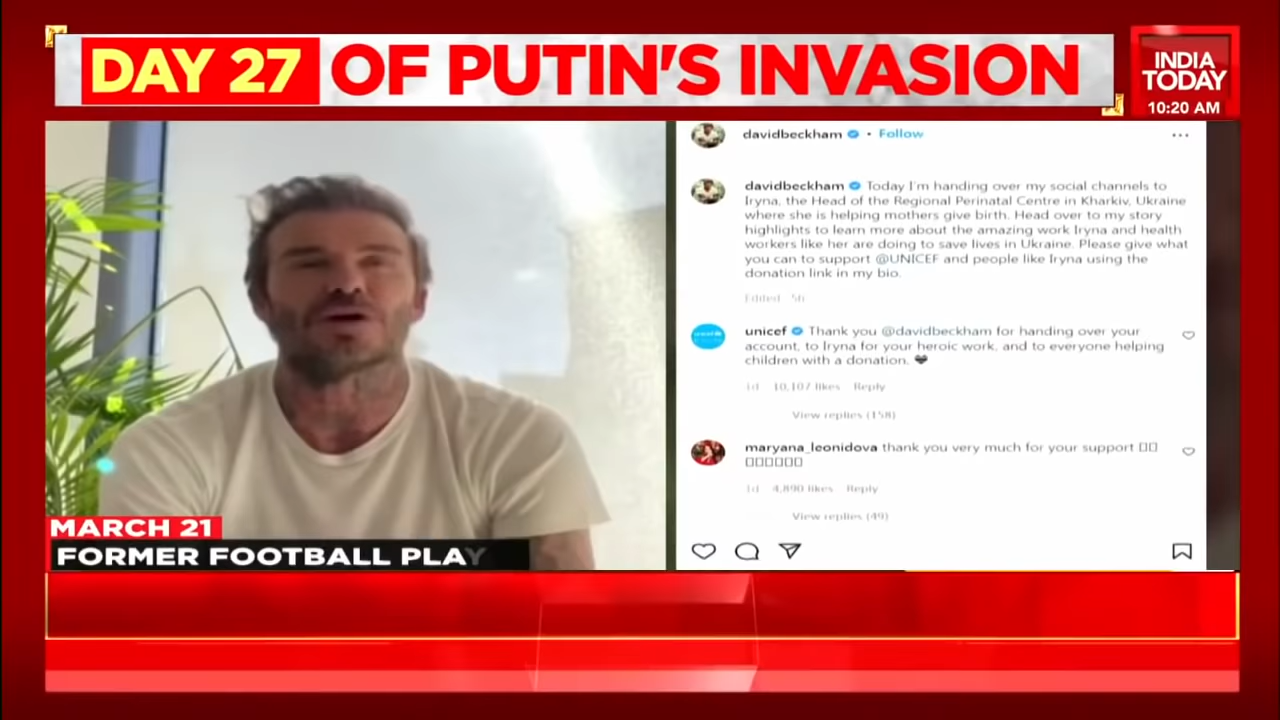 DAY 27 OF PUTIN'S INVASION
INDIA
TODAY
10:20 AM
davidbeckham • Follow
davidbeckham Today I'm handing over my social channels to
Iryna, the Head of the Regional Perinatal Centre in Kharkiv, Ukraine
where she is helping mothers give birth. Head over to my story
highlights to learn more about the amazing work Iryna and health
workers like her are doing to save lives in Ukraine. Please give what
you can to support @UNICEF and people like Iryna using the
donation link in my bio.
Edited 5h
unicef Thank you @davidbeckham for handing over your
account, to Iryna for your heroic work, and to everyone helping
children with a donation.
1d 10,107 likes Reply
View replies (158)
maryana_leonidova thank you very much for your support
1d 4,890 likes Reply
View replies (49)
MARCH 21
FORMER FOOTBALL PLAY